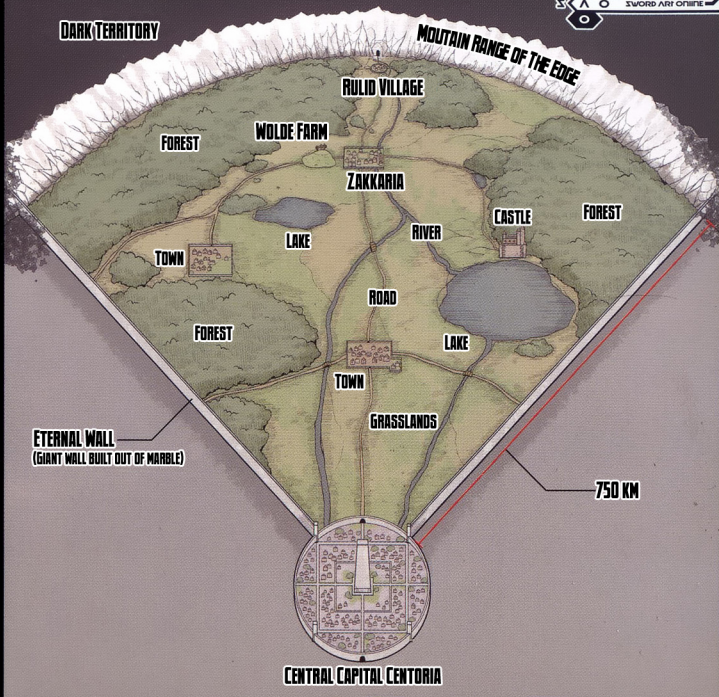 SWORD ART ONLINE
DARK TERRITORY
MOUTAIN RANGE OF THE EDGE
RULID VILLAGE
WOLDE FARM
FOREST
ZAKKARIA
CASTLE
FOREST
LAKE
RIVER
TOWN
ROAD
FOREST
LAKE
TOWN
GRASSLANDS
ETERNAL WALL
(GIANT WALL BUILT OUT OF MARBLE)
750 KM
CENTRAL CAPITAL CENTORIA